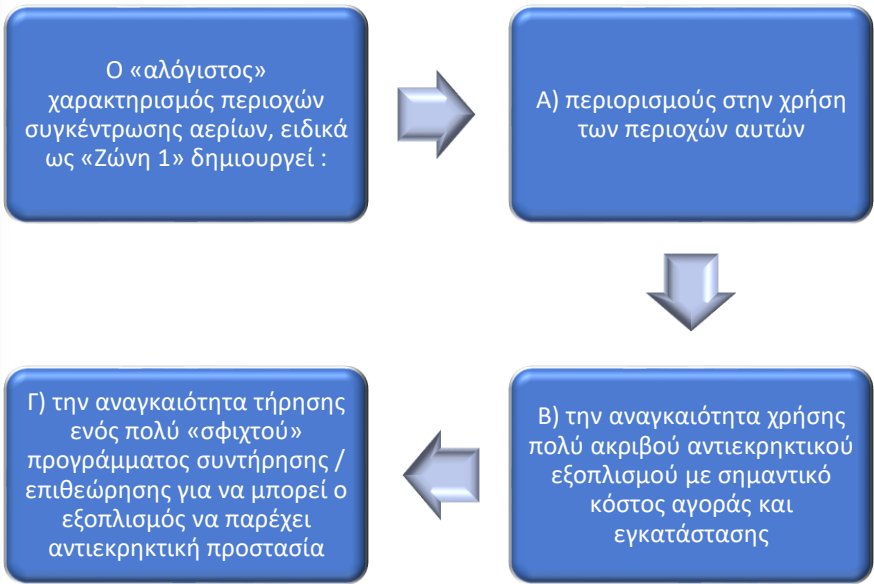 Ο «αλόγιστος»
χαρακτηρισμός περιοχών
συγκέντρωσης αερίων, ειδικά
ως «Ζώνη 1» δημιουργεί :
Α) περιορισμούς στην χρήση
των περιοχών αυτών
Β) την αναγκαιότητα χρήσης
πολύ ακριβού αντιεκρηκτικού
εξοπλισμού με σημαντικό
κόστος αγοράς και
εγκατάστασης
Γ) την αναγκαιότητα τήρησης
ενός πολύ «σφιχτού»
προγράμματος συντήρησης /
επιθεώρησης για να μπορεί ο
εξοπλισμός να παρέχει
αντιεκρηκτική προστασία